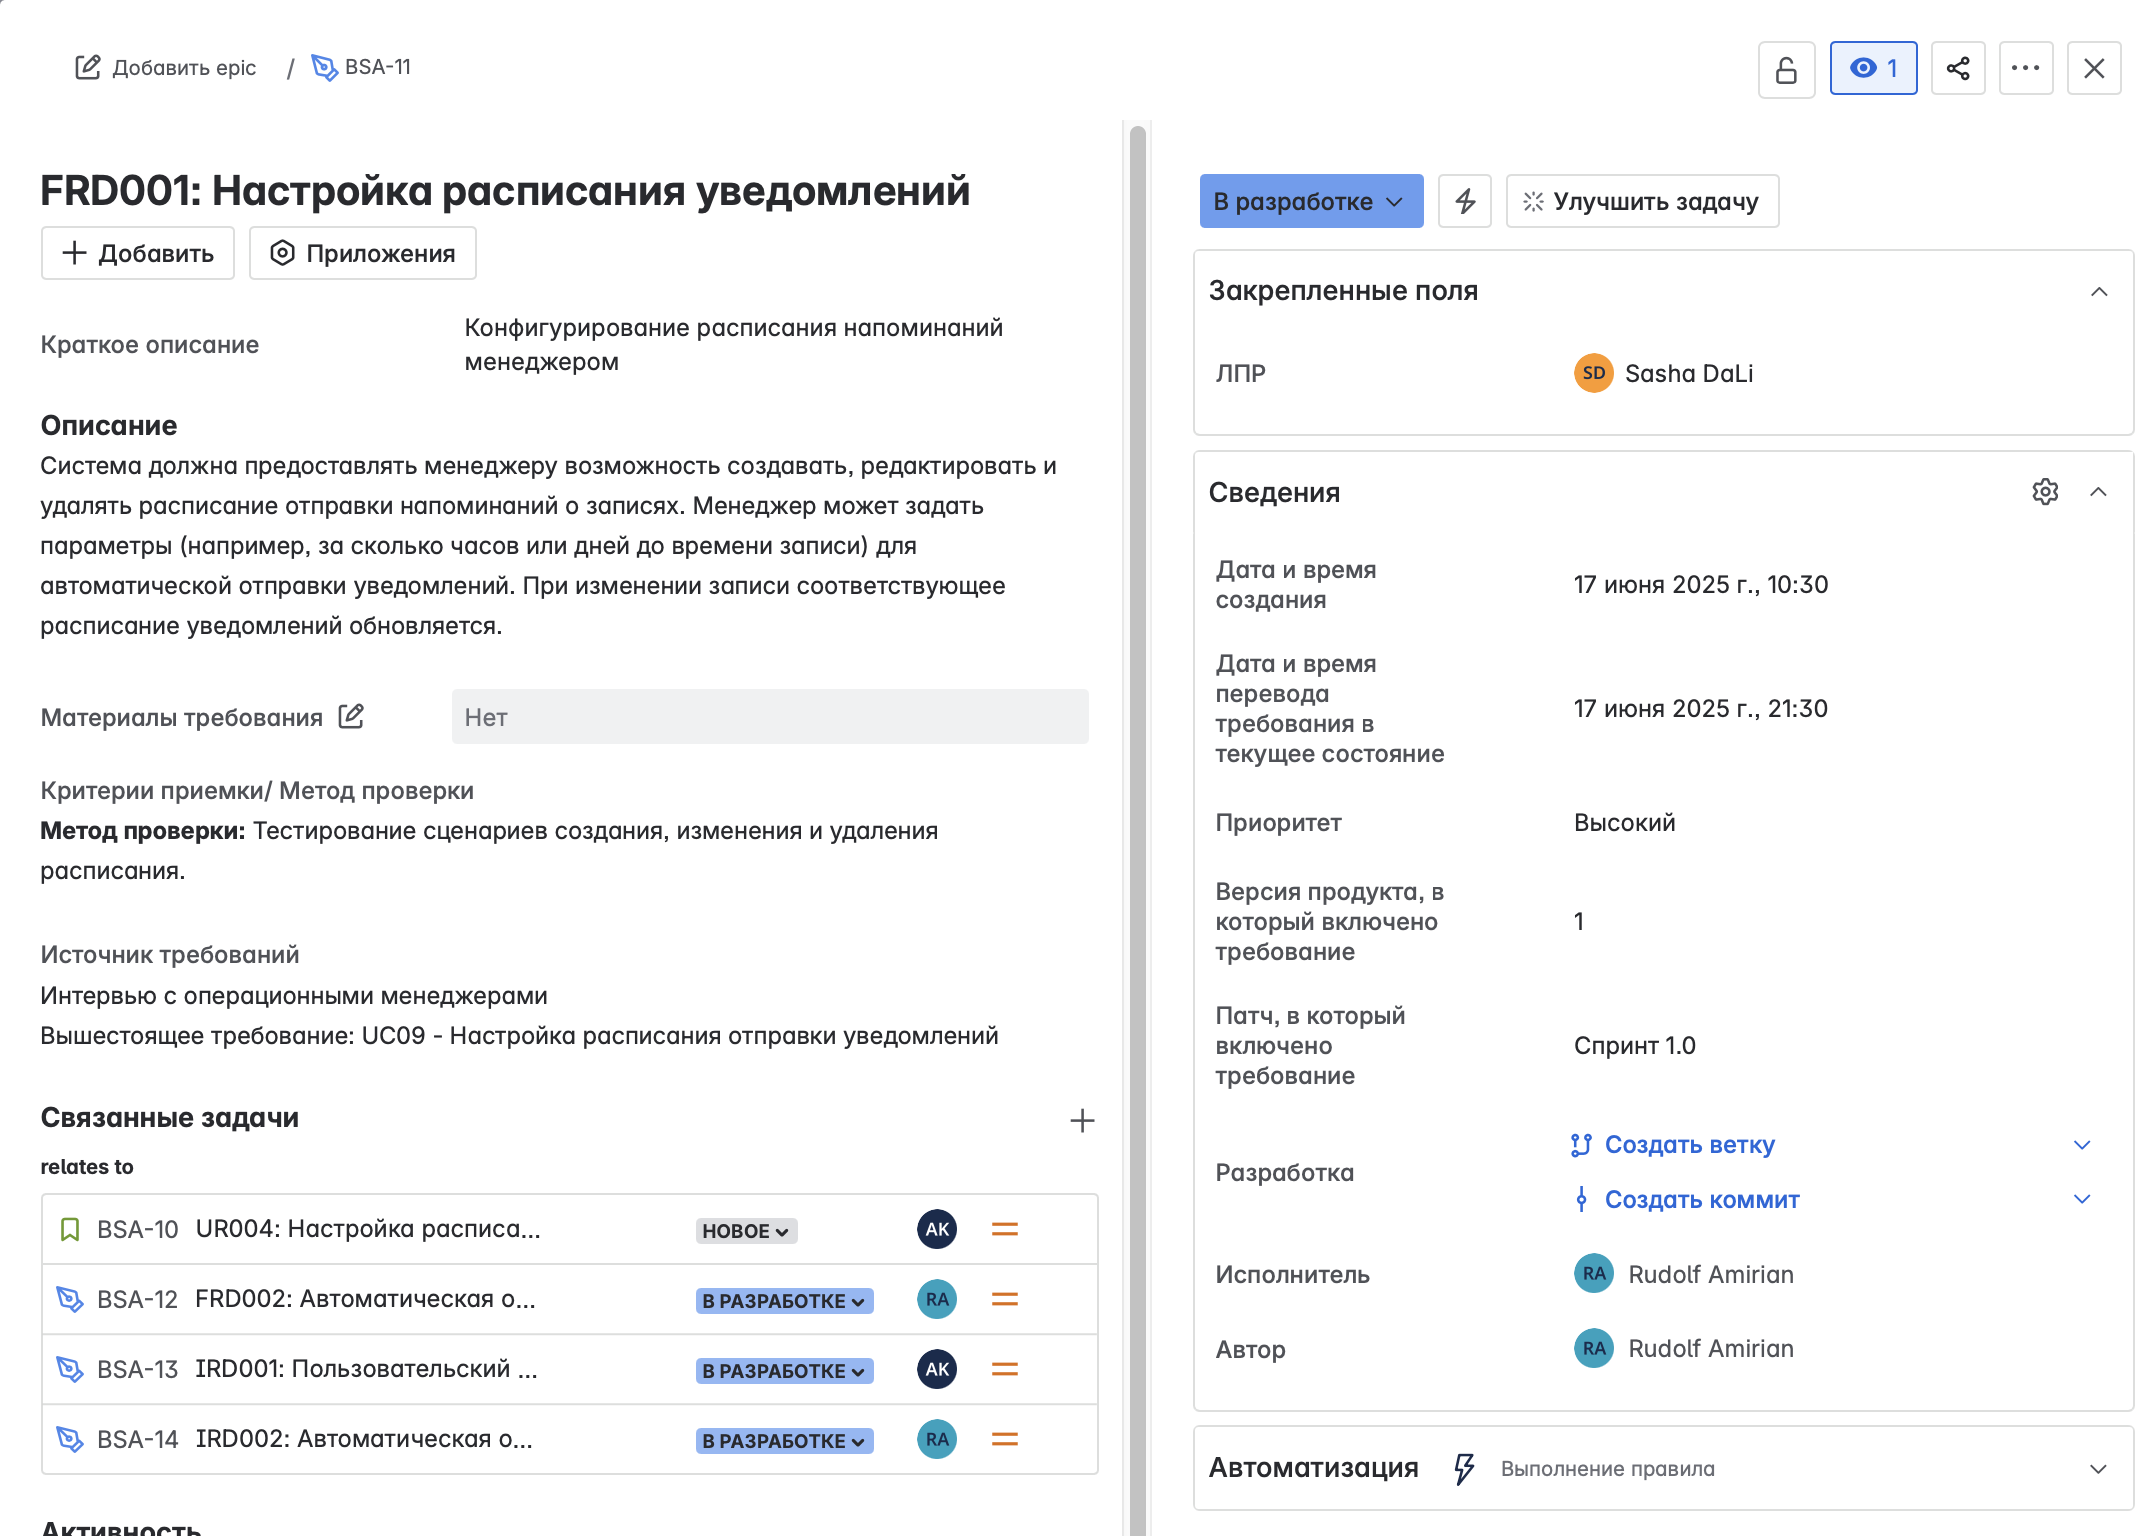 Добавить epic / BSA-11
1
FRD001: Настройка расписания уведомлений
Добавить
Приложения
Краткое описание
Конфигурирование расписания напоминаний
менеджером
Описание
Система должна предоставлять менеджеру возможность создавать, редактировать и
удалять расписание отправки напоминаний о записях. Менеджер может задать
параметры (например, за сколько часов или дней до времени записи) для
автоматической отправки уведомлений. При изменении записи соответствующее
расписание уведомлений обновляется.
Материалы требования
Нет
Критерии приемки/ Метод проверки
Метод проверки: Тестирование сценариев создания, изменения и удаления
расписания.
Источник требований
Интервью с операционными менеджерами
Вышестоящее требование: UC09 - Настройка расписания отправки уведомлений
Связанные задачи
relates to
BSA-10 UR004: Настройка расписа... НОВОЕ AK
BSA-12 FRD002: Автоматическая о... В РАЗРАБОТКЕ RA
BSA-13 IRD001: Пользовательский ... В РАЗРАБОТКЕ AK
BSA-14 IRD002: Автоматическая о... В РАЗРАБОТКЕ RA
Активность
В разработке
Улучшить задачу
Закрепленные поля
ЛПР
SD Sasha DaLi
Сведения
Дата и время
создания
17 июня 2025 г., 10:30
Дата и время
перевода
требования в
текущее состояние
17 июня 2025 г., 21:30
Приоритет
Высокий
Версия продукта, в
который включено
требование
1
Патч, в который
включено
требование
Спринт 1.0
Разработка
Создать ветку
Создать коммит
Исполнитель
RA Rudolf Amirian
Автор
RA Rudolf Amirian
Автоматизация
Выполнение правила